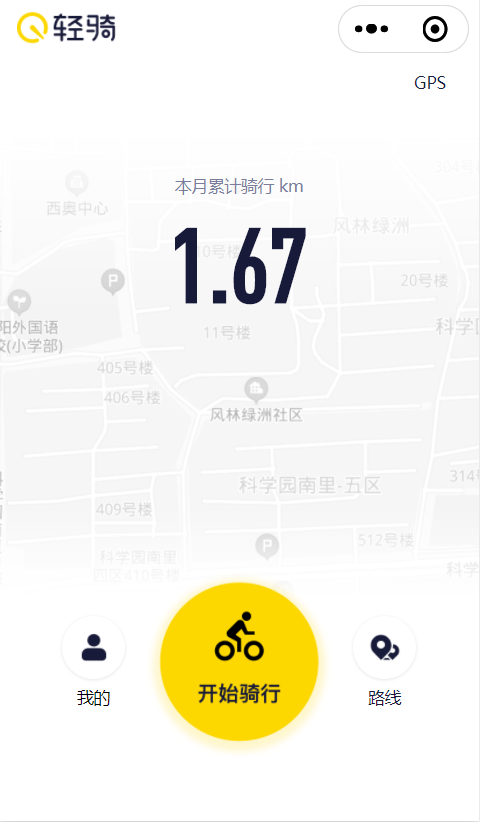 轻骑
GPS
304号
本月累计骑行 km
西奥中心
风林绿洲
1.67
10号楼
20号楼
阳外国语
校(小学部)
11号楼
科学园
405号楼
406号楼
风林绿洲社区
314
科学园南里-五区
409号楼
512号楼
科学园南里
四区410号楼
科学
开始骑行
我的
路线